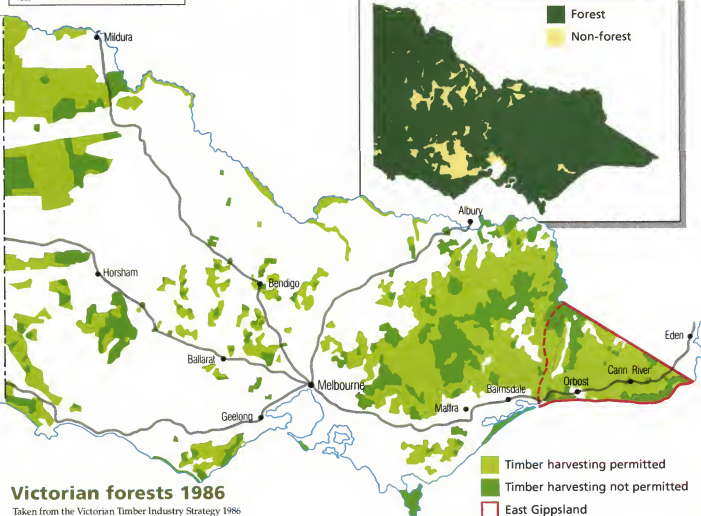 Forest
Non-forest
Mildura
Albury
Horsham
Bendigo
Eden
Ballarat
Cann River
Melbourne
Orbost
Bairnsdale
Maffra
Geelong
Timber harvesting permitted
Timber harvesting not permitted
East Gippsland
Victorian forests 1986
Taken from the Victorian Timber Industry Strategy 1986